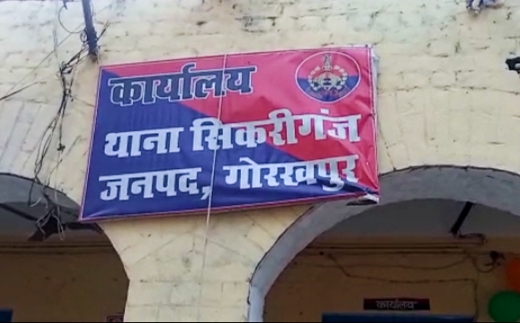 कार्यालय
थाना सिकरीगंज
जनपद, गोरखपुर
कार्यालय